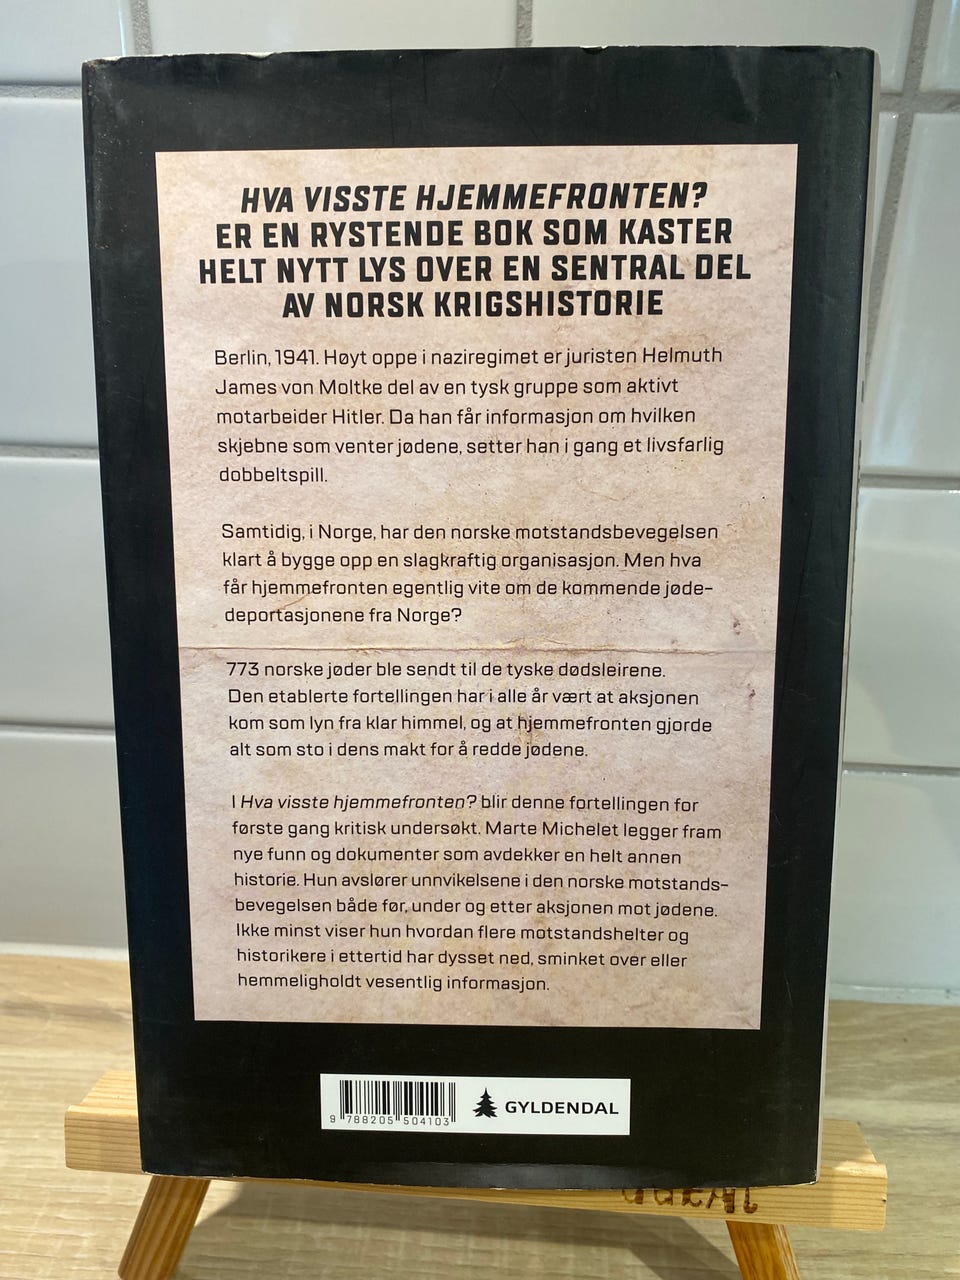 HVA VISSTE HJEMMEFRONTEN?
ER EN RYSTENDE BOK SOM KASTER
HELT NYTT LYS OVER EN SENTRAL DEL
AV NORSK KRIGSHISTORIE
Berlin, 1941. Høyt oppe i naziregimet er juristen Helmuth
James von Moltke del av en tysk gruppe som aktivt
motarbeider Hitler. Da han får informasjon om hvilken
skjebne som venter jødene, setter han i gang et livsfarlig
dobbeltspill.
Samtidig, i Norge, har den norske motstandsbevegelsen
klart å bygge opp en slagkraftig organisasjon. Men hva
får hjemmefronten egentlig vite om de kommende jøde-
deportasjonene fra Norge?
773 norske jøder ble sendt til de tyske dødsleirene.
Den etablerte fortellingen har i alle år vært at aksjonen
kom som lyn fra klar himmel, og at hjemmefronten gjorde
alt som sto i dens makt for å redde jødene.
I Hva visste hjemmefronten? blir denne fortellingen for
første gang kritisk undersøkt. Marte Michelet legger fram
nye funn og dokumenter som avdekker en helt annen
historie. Hun avslører unnvikelsene i den norske motstands-
bevegelsen både før, under og etter aksjonen mot jødene.
Ikke minst viser hun hvordan flere motstandshelter og
historikere i ettertid har dysset ned, sminket over eller
hemmeligholdt vesentlig informasjon.
9 788205 504103
GYLDENDAL